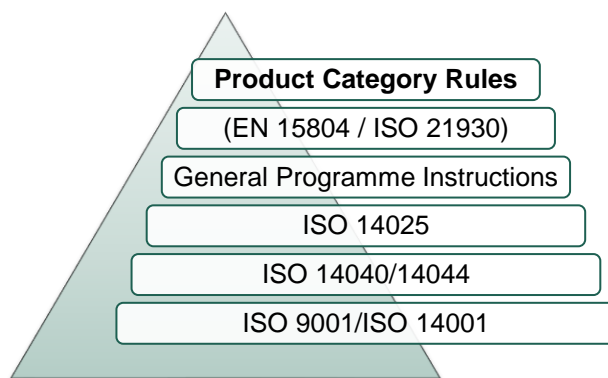 Product Category Rules
(EN 15804 / ISO 21930)
General Programme Instructions
ISO 14025
ISO 14040/14044
ISO 9001/ISO 14001